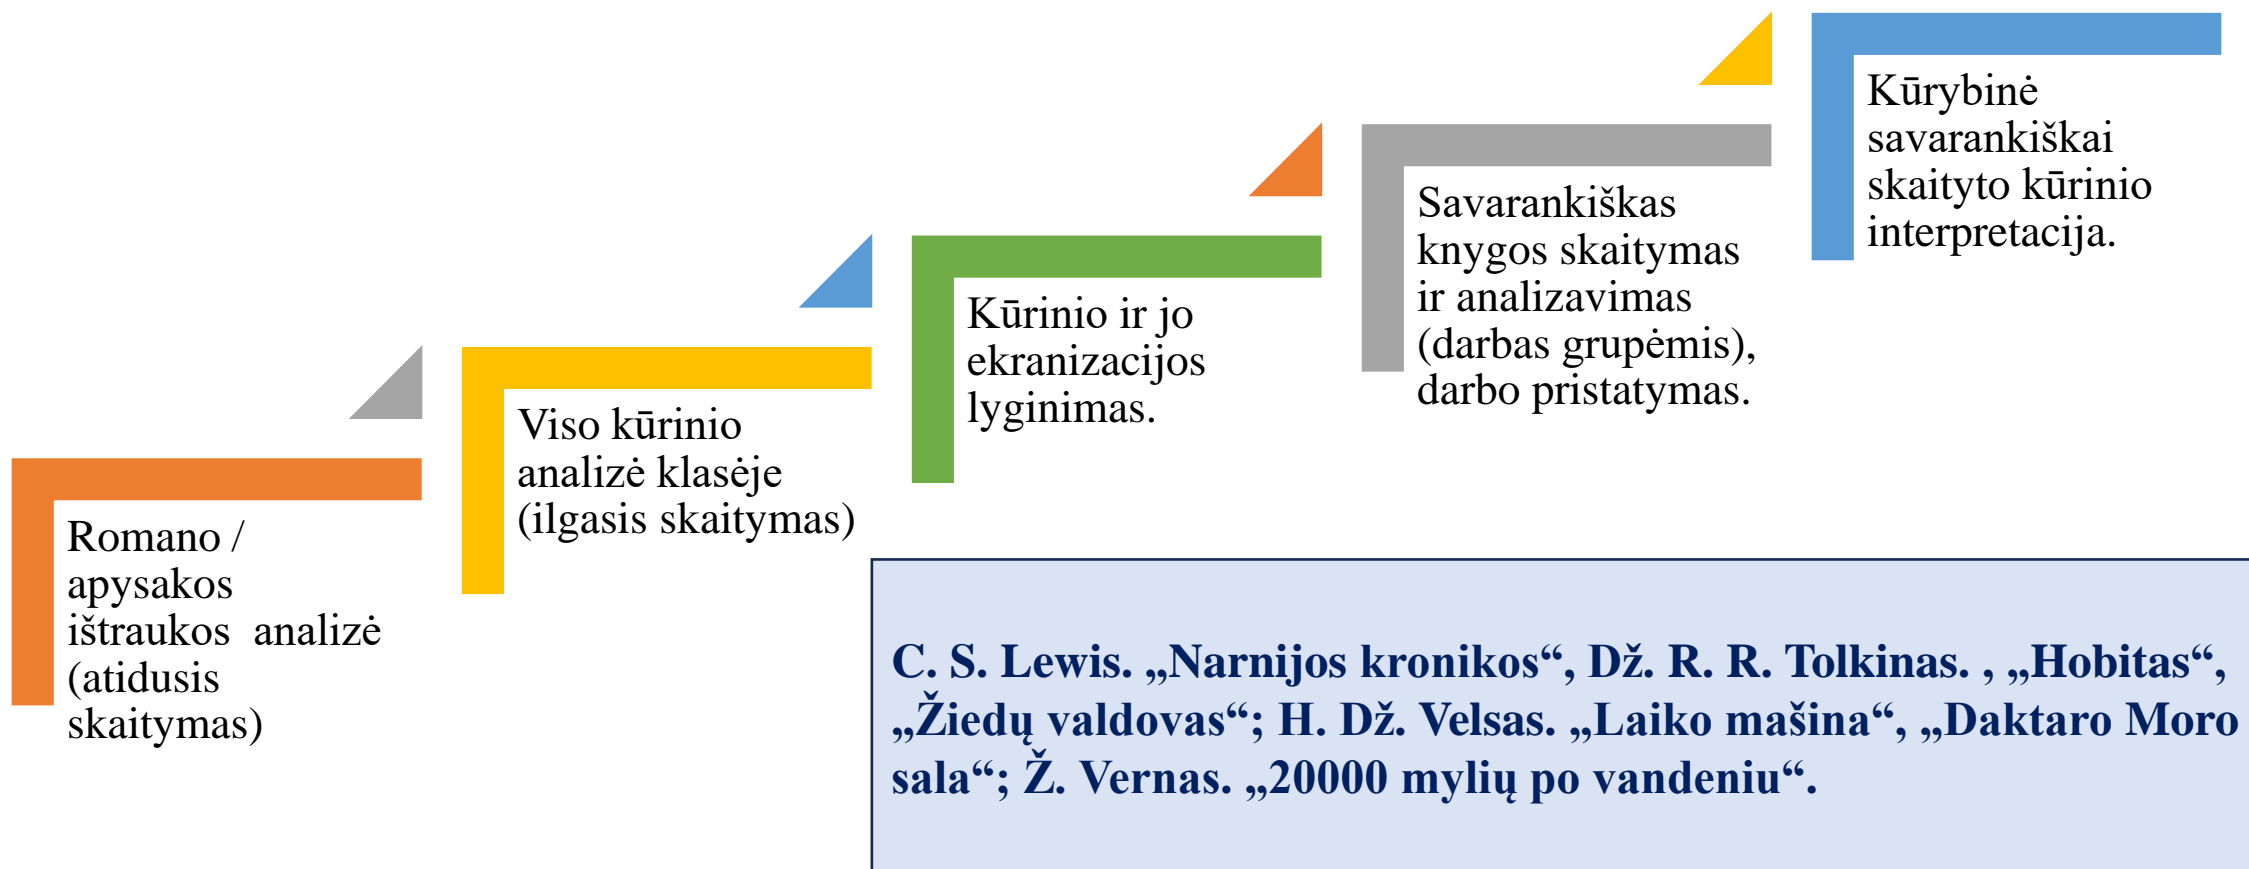 Romano /
apysakos
ištraukos  analizė
(atidusis
skaitymas)
Viso kūrinio
analizė klasėje
(ilgasis skaitymas)
Kūrinio ir jo
ekranizacijos
lyginimas.
Savarankiškas
knygos skaitymas
ir analizavimas
(darbas grupėmis),
darbo pristatymas.
Kūrybinė
savarankiškai
skaityto kūrinio
interpretacija.
C. S. Lewis. „Narnijos kronikos“, Dž. R. R. Tolkinas. , „Hobitas“,
„Žiedų valdovas“; H. Dž. Velsas. „Laiko mašina“, „Daktaro Moro
sala“; Ž. Vernas. „20000 mylių po vandeniu“.